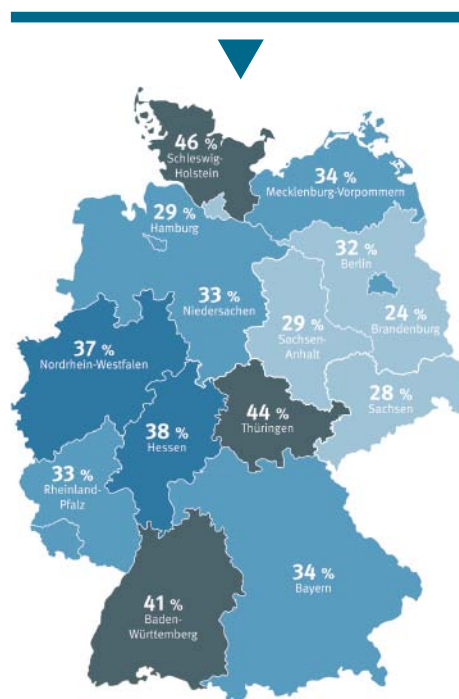 46 %
Schleswig-
Holstein
34 %
Mecklenburg-Vorpommern
29 %
Hamburg
32 %
Berlin
33 %
Niedersachen
24 %
Brandenburg
29 %
Sachsen-
Anhalt
37 %
Nordrhein-Westfalen
28 %
Sachsen
44 %
Thüringen
38 %
Hessen
33 %
Rheinland-
Pfalz
34 %
Bayern
41 %
Baden-
Württemberg